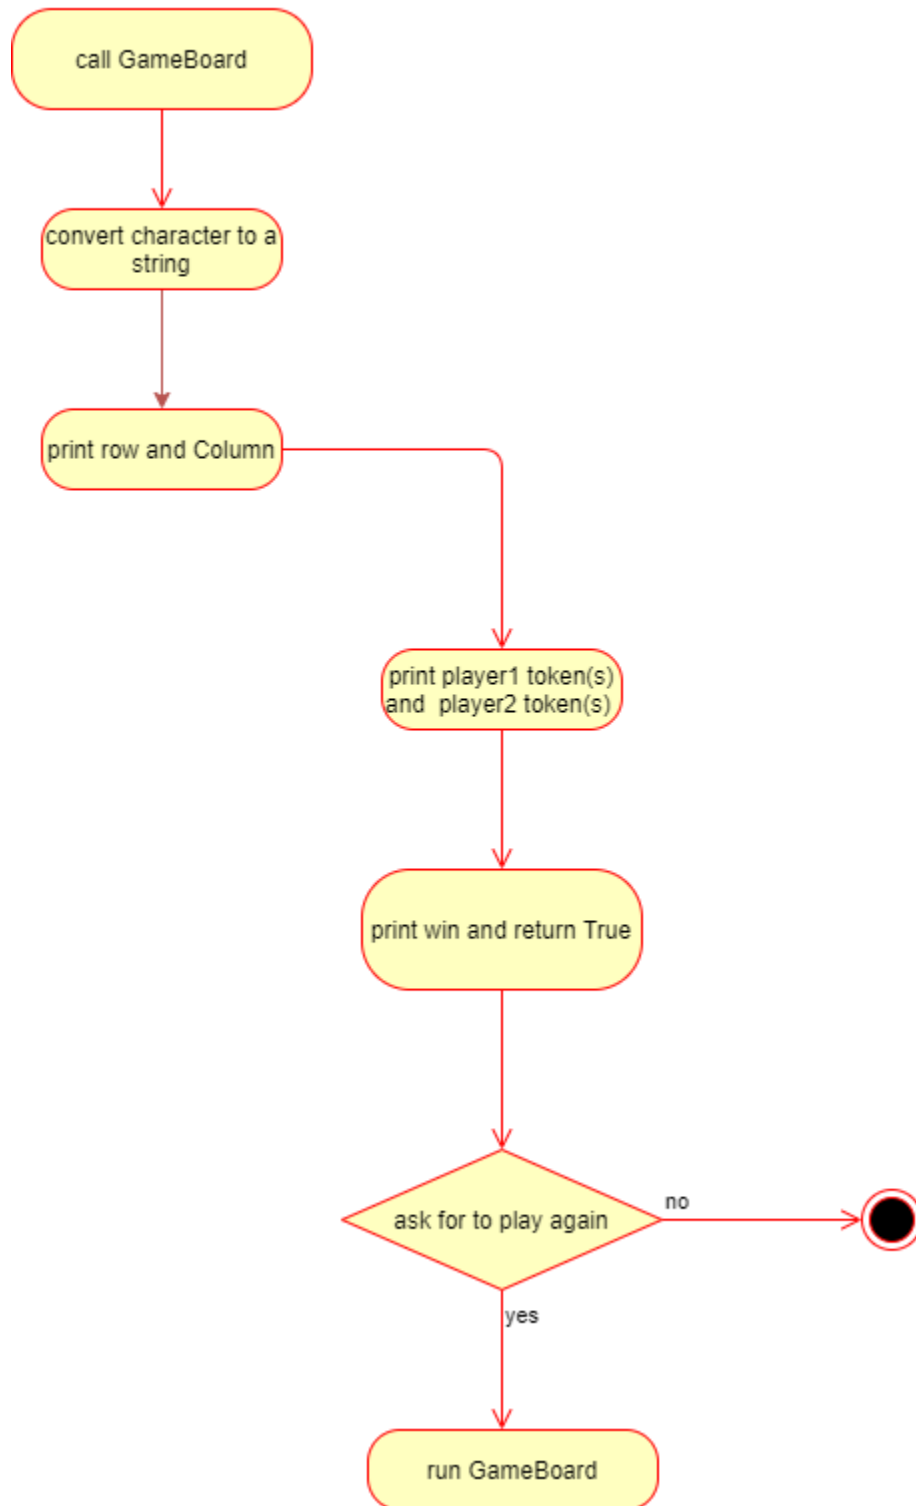 call GameBoard
convert character to a
string
print row and Column
print player1 token(s)
and  player2 token(s)
print win and return True
ask for to play again
no
yes
run GameBoard